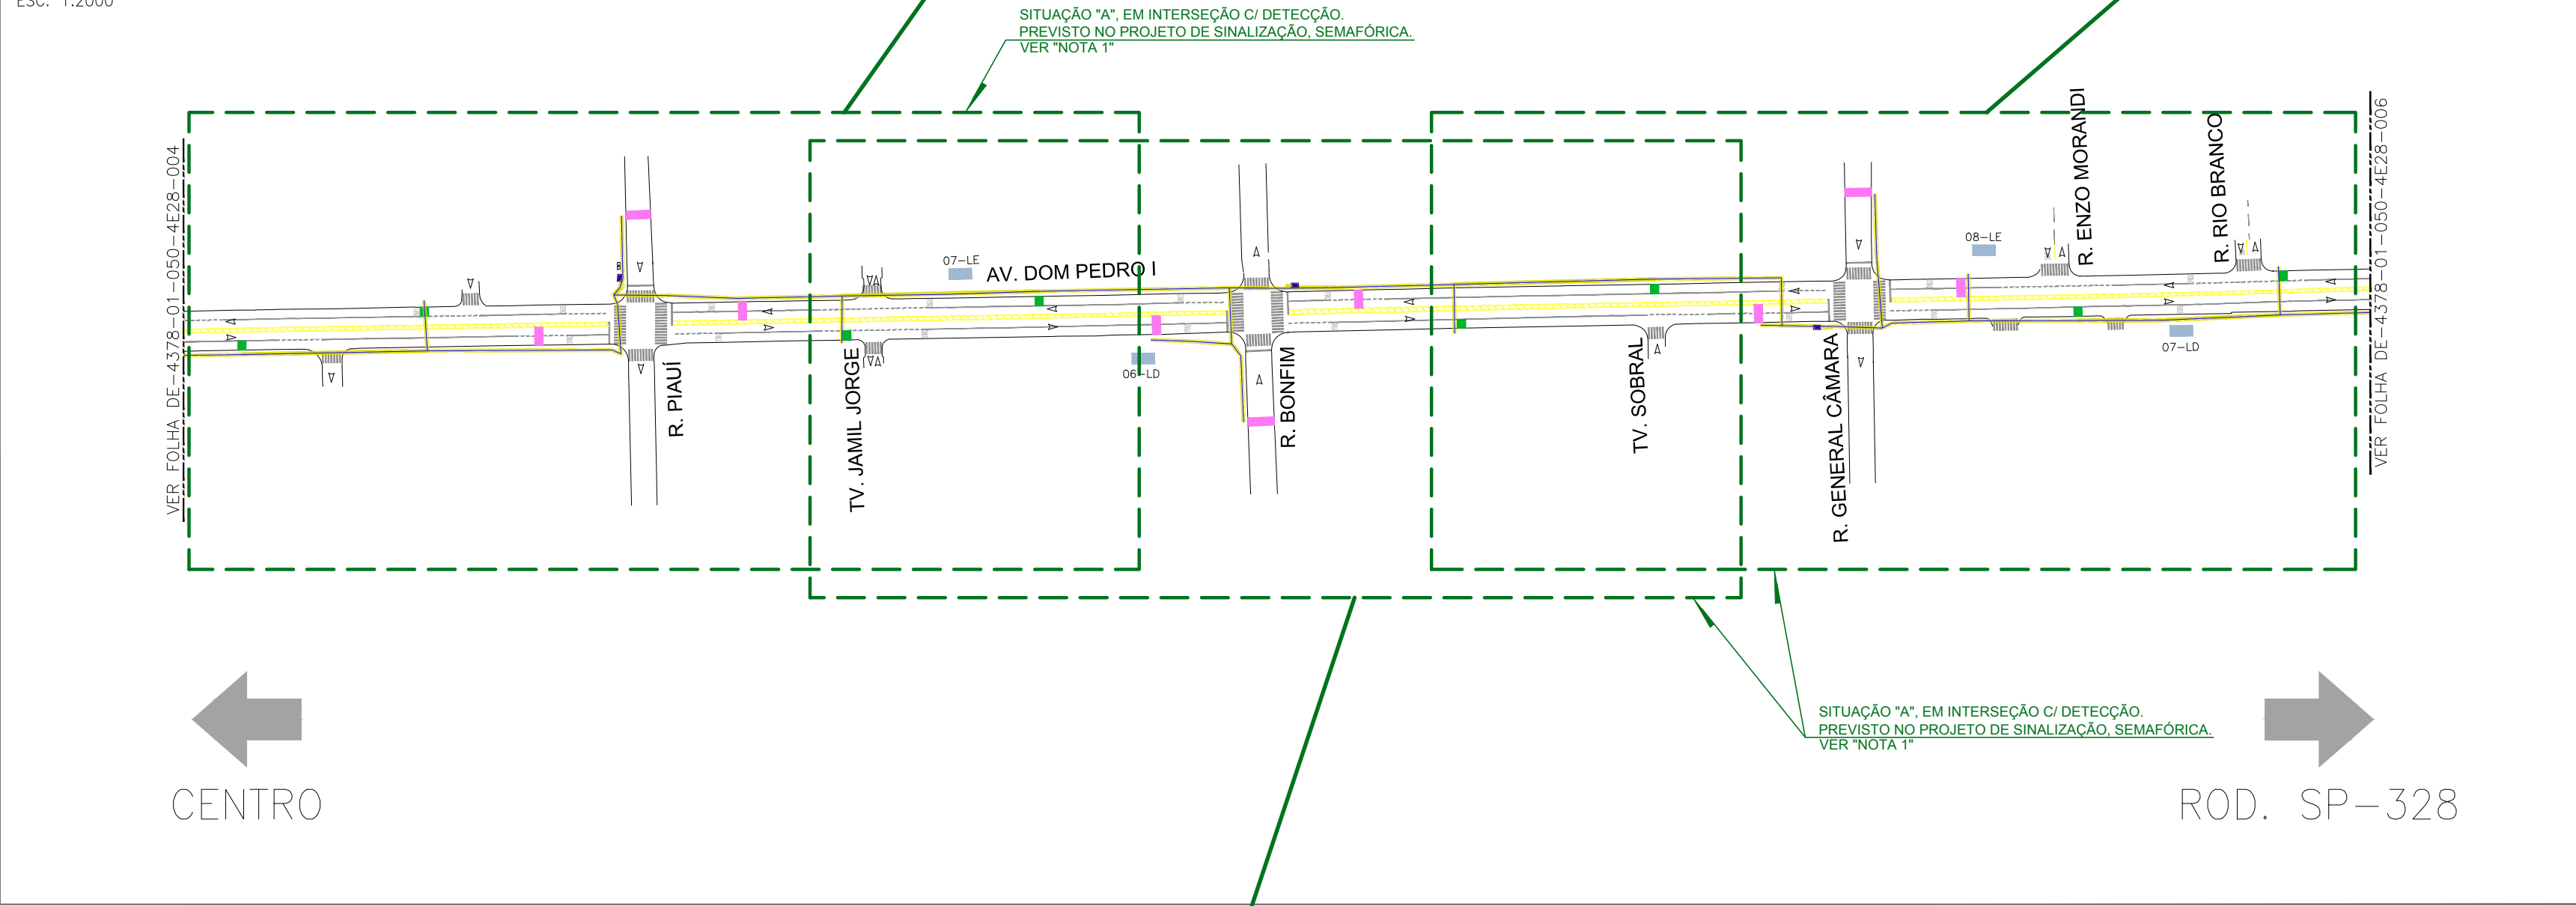 ESC. 1:2000
SITUAÇÃO "A", EM INTERSEÇÃO C/ DETECÇÃO.
PREVISTO NO PROJETO DE SINALIZAÇÃO, SEMAFÓRICA.
VER "NOTA 1"
VER FOLHA DE-4378-01-050-4E28-004
R. PIAUÍ
TV. JAMIL JORGE
07-LE
AV. DOM PEDRO I
06-LD
R. BONFIM
TV. SOBRAL
R. GENERAL CÂMARA
08-LE
R. ENZO MORANDI
R. RIO BRANCO
07-LD
VER FOLHA DE-4378-01-050-4E28-006
SITUAÇÃO "A", EM INTERSEÇÃO C/ DETECÇÃO.
PREVISTO NO PROJETO DE SINALIZAÇÃO, SEMAFÓRICA.
VER "NOTA 1"
CENTRO
ROD. SP-328